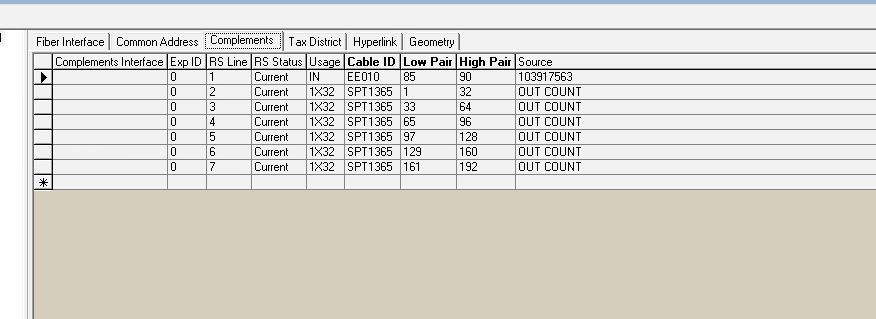 Fiber Interface Common Address Complements Tax District Hyperlink Geometry
Complements Interface Exp ID RS Line RS Status Usage Cable ID Low Pair High Pair Source
0 1 Current IN EE010 85 90 103917563
0 2 Current 1X32 SPT1365 1 32 OUT COUNT
0 3 Current 1X32 SPT1365 33 64 OUT COUNT
0 4 Current 1X32 SPT1365 65 96 OUT COUNT
0 5 Current 1X32 SPT1365 97 128 OUT COUNT
0 6 Current 1X32 SPT1365 129 160 OUT COUNT
0 7 Current 1X32 SPT1365 161 192 OUT COUNT